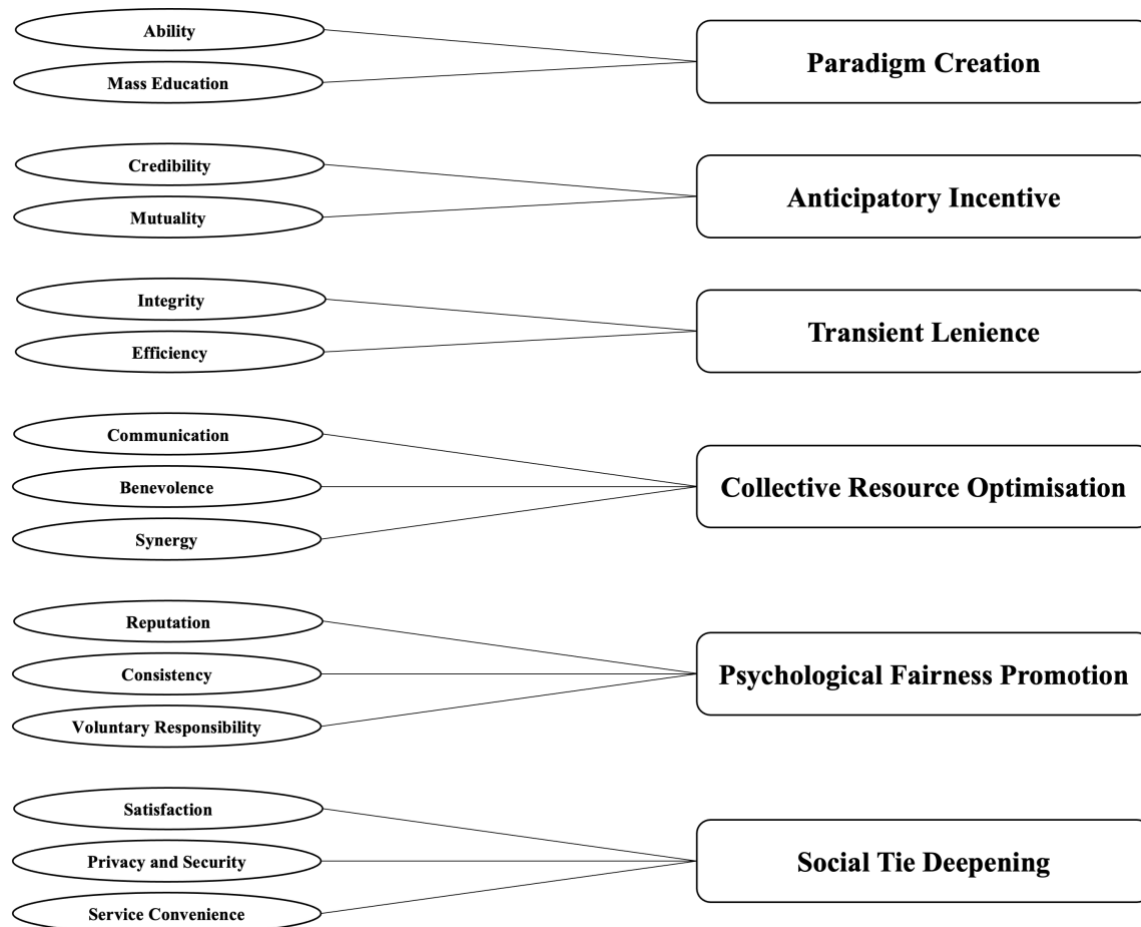 Ability
Mass Education
Paradigm Creation
Credibility
Mutuality
Anticipatory Incentive
Integrity
Efficiency
Transient Lenience
Communication
Benevolence
Synergy
Collective Resource Optimisation
Reputation
Consistency
Voluntary Responsibility
Psychological Fairness Promotion
Satisfaction
Privacy and Security
Service Convenience
Social Tie Deepening